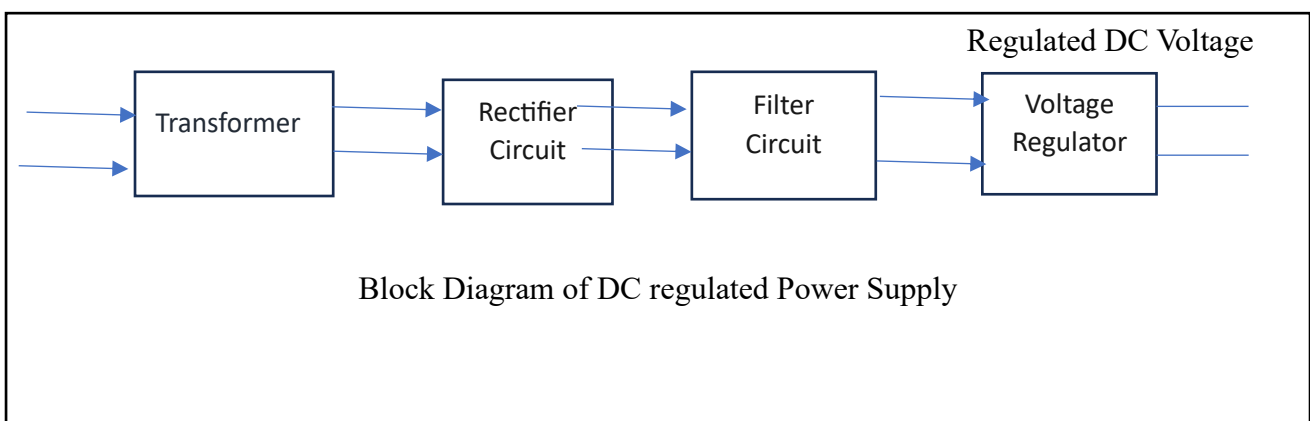 Regulated DC Voltage
Transformer
Rectifier
Circuit
Filter
Circuit
Voltage
Regulator
Block Diagram of DC regulated Power Supply